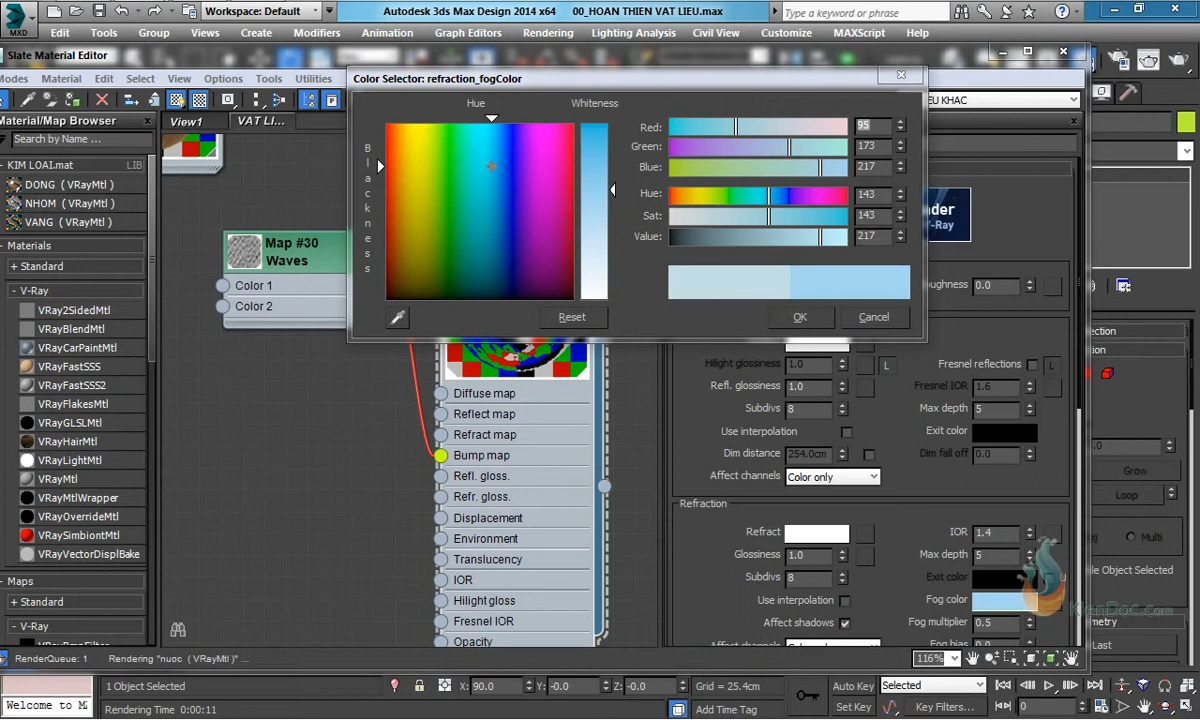 Workspace: Default
Autodesk 3ds Max Design 2014 x64
00_HOAN THIEN VAT LIEU.max
Type a keyword or phrase
MXD
Edit
Tools
Group
Views
Create
Modifiers
Animation
Graph Editors
Rendering
Lighting Analysis
Civil View
Customize
MAXScript
Help
Slate Material Editor
Modes
Material
Edit
Select
View
Options
Tools
Utilities
Material/Map Browser
Search by Name ...
KIM LOAI.mat
LIB
DONG ( VRayMtl )
NHOM ( VRayMtl )
VANG ( VRayMtl )
- Materials
+ Standard
- V-Ray
VRay2SidedMtl
VRayBlendMtl
VRayCarPaintMtl
VRayFastSSS
VRayFastSSS2
VRayFlakesMtl
VRayGLSLMtl
VRayHairMtl
VRayLightMtl
VRayMtl
VRayMtlWrapper
VRayOverrideMtl
VRaySimbiontMtl
VRayVectorDisplBake
- Maps
+ Standard
- V-Ray
View1
VAT LI...
Map #30
Waves
Color 1
Color 2
Color Selector: refraction_fogColor
Hue
Whiteness
Blackness
Red:
95
Green:
173
Blue:
217
Hue:
143
Sat:
143
Value:
217
Reset
OK
Cancel
Diffuse map
Reflect map
Refract map
Bump map
Refl. gloss.
Refr. gloss.
Displacement
Environment
Translucency
IOR
Hilight gloss
Fresnel IOR
Opacity
EU KHAC
nder
V-Ray
oughness
0.0
Hilight glossiness
1.0
L
Fresnel reflections
L
Refl. glossiness
1.0
Fresnel IOR
1.6
Subdivs
8
Max depth
5
Use interpolation
Exit color
Dim distance
254.0cm
Dim fall off
0.0
Affect channels
Color only
Refraction
Refract
IOR
1.4
Glossiness
1.0
Max depth
5
Subdivs
8
Exit color
Use interpolation
Fog color
Affect shadows
Fog multiplier
0.5
Affect channels
Fog bias
KienDoc.com
ection
ion
.0
Grow
Loop
Multi
le Object Selected
metry
Last
RenderQueue: 1
Rendering "nuoc ( VRayMtl )" ...
116%
1 Object Selected
X: 90.0
Y: -0.0
Z: -0.0
Grid = 25.4cm
Auto Key
Selected
Welcome to M
Rendering Time 0:00:11
Add Time Tag
Set Key
Key Filters...
0